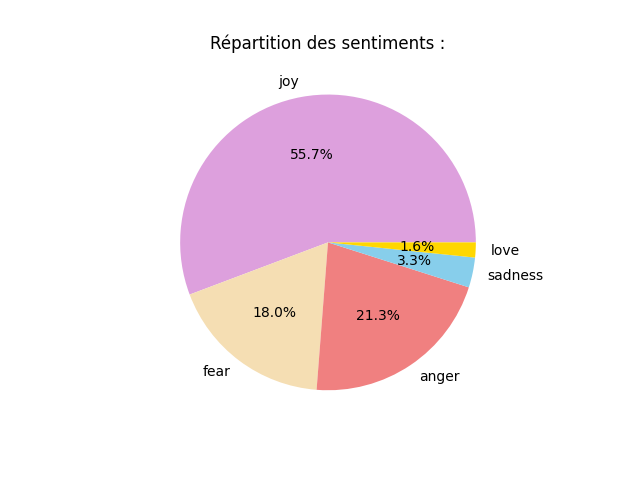 Répartition des sentiments :
joy
55.7%
1.6%
love
3.3%
sadness
18.0%
21.3%
fear
anger